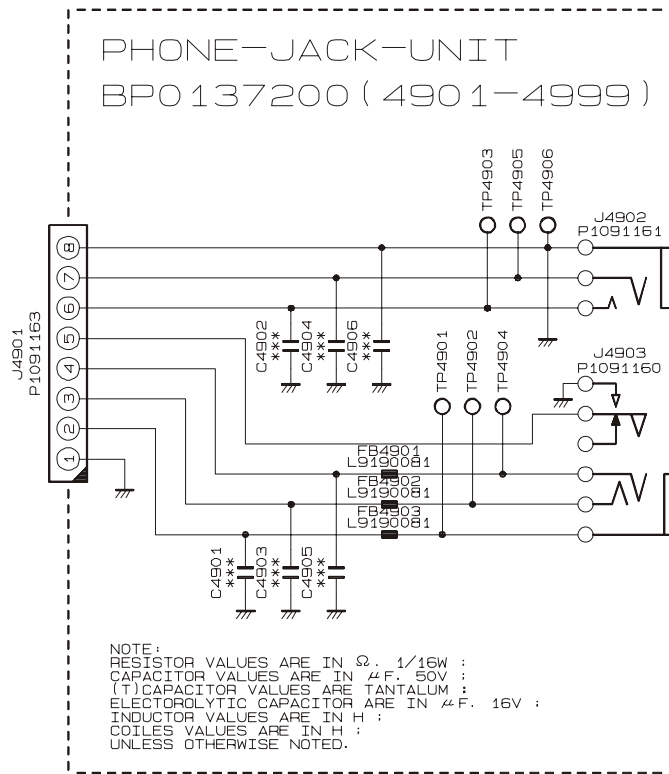 PHONE-JACK-UNIT
BP0137200(4901-4999)
TP4903
TP4905
TP4906
J4902
P1091161
J4901
P1091163
8
7
6
5
4
3
2
1
C4902
***
C4904
***
C4906
***
TP4901
TP4902
TP4904
J4903
P1091160
FB4901
L9190081
FB4902
L9190081
FB4903
L9190081
C4901
***
C4903
***
C4905
***
NOTE:
RESISTOR VALUES ARE IN Ω. 1/16W ;
CAPACITOR VALUES ARE IN μF. 50V ;
(T)CAPACITOR VALUES ARE TANTALUM ;
ELECTOROLYTIC CAPACITOR ARE IN μF. 16V ;
INDUCTOR VALUES ARE IN H ;
COILES VALUES ARE IN H ;
UNLESS OTHERWISE NOTED.